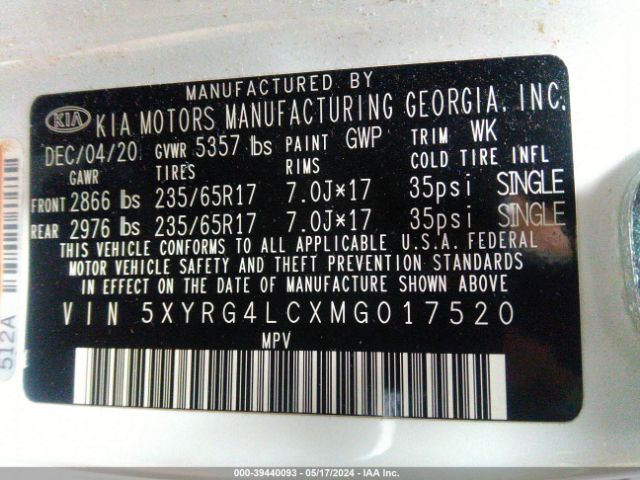 MANUFACTURED BY
KIA KIA MOTORS MANUFACTURING GEORGIA, INC.
DEC/04/20 GVWR 5357 lbs PAINT GWP TRIM WK
GAWR TIRES RIMS COLD TIRE INFL
FRONT 2866 lbs 235/65R17 7.0J*17 35psi SINGLE
REAR 2976 lbs 235/65R17 7.0J*17 35psi SINGLE
THIS VEHICLE CONFORMS TO ALL APPLICABLE U.S.A. FEDERAL
MOTOR VEHICLE SAFETY AND THEFT PREVENTION STANDARDS
IN EFFECT ON THE DATE OF MANUFACTURE SHOWN ABOVE
VIN 5XYRG4LCXMG017520
MPV
512A
© - 39440093 - 05/17/2024 - IAA Inc.